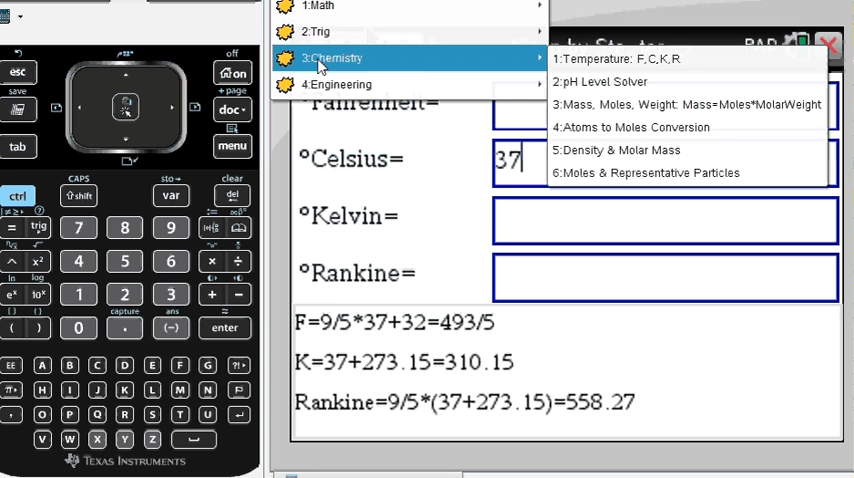 1:Math
2:Trig
3:Chemistry
4:Engineering
1:Temperature: F,C,K,R
2:pH Level Solver
3:Mass, Moles, Weight: Mass=Moles*MolarWeight
4:Atoms to Moles Conversion
5:Density & Molar Mass
6:Moles & Representative Particles
RAD
°Fahrenheit=
°Celsius=
37
°Kelvin=
°Rankine=
F=9/5*37+32=493/5
K=37+273.15=310.15
Rankine=9/5*(37+273.15)=558.27
off
esc
on
save
+ page
doc
tab
menu
CAPS
sto→
clear
ctrl
shift
var
del
= trig 7 8 9
^ x² 4 5 6 × ÷
ln log
eˣ 10ˣ 1 2 3 + −
capture
ans
( ) 0 . (−) enter
EE A B C D E F G ?!
π H I J K L M N
, O P Q R S T U
V W X Y Z
TEXAS INSTRUMENTS